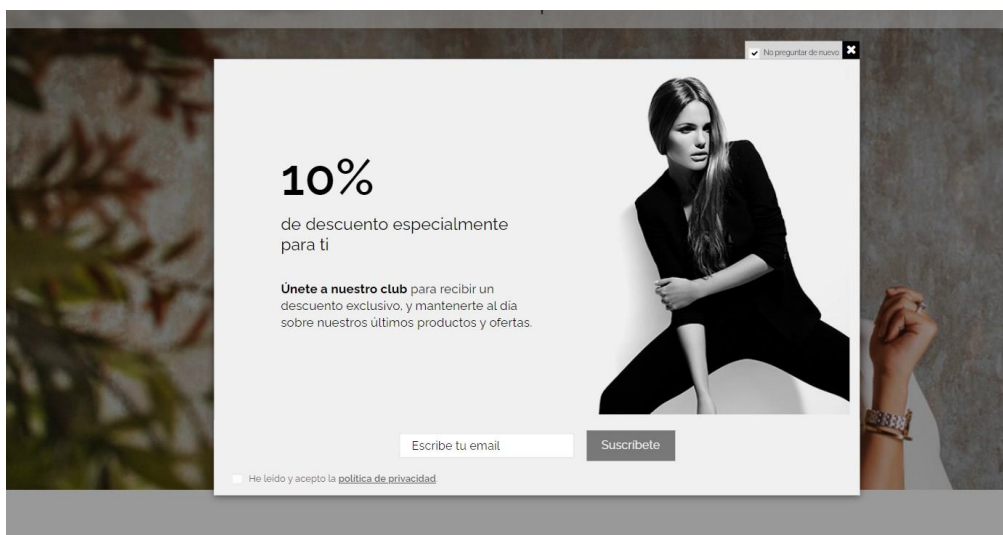 No preguntar de nuevo
10%
de descuento especialmente
para ti
Únete a nuestro club para recibir un
descuento exclusivo, y mantenerte al día
sobre nuestros últimos productos y ofertas.
Escribe tu email
Suscríbete
He leído y acepto la política de privacidad.